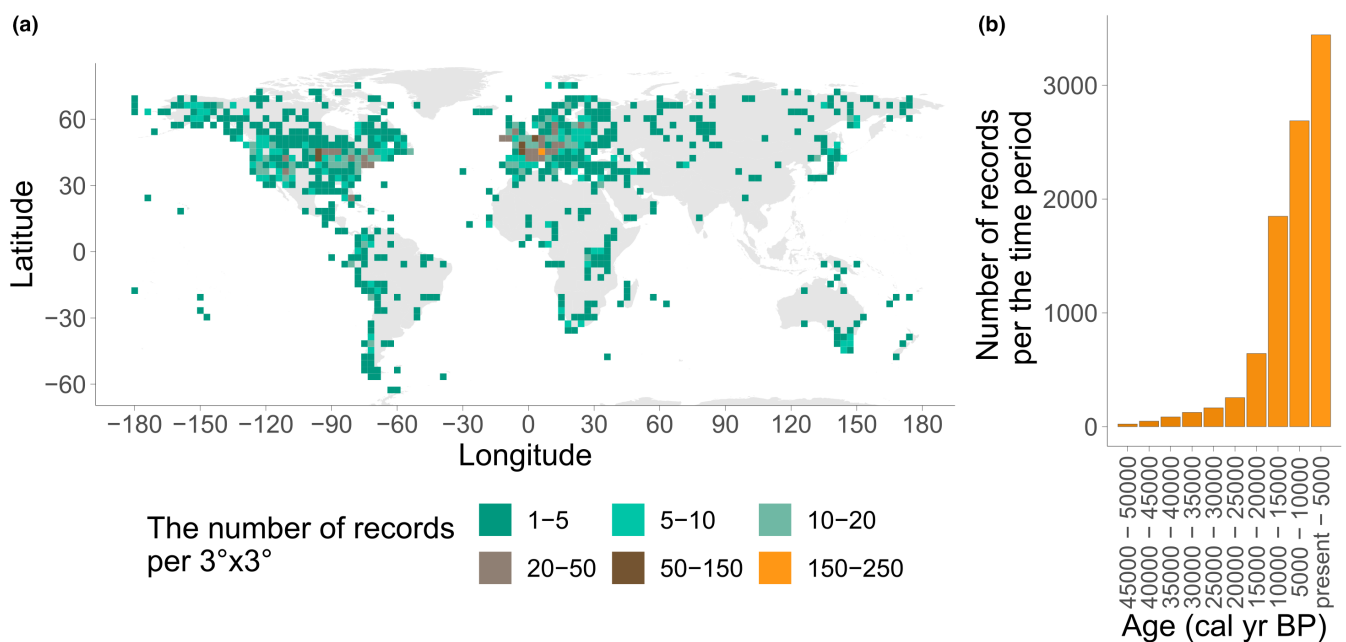 (a)
Latitude
60
30
0
−30
−60
−180 −150 −120 −90 −60 −30 0 30 60 90 120 150 180
Longitude
The number of records
per 3°x3°
1−5
5−10
10−20
20−50
50−150
150−250
(b)
Number of records
per the time period
3000
2000
1000
0
45000 − 50000
40000 − 45000
35000 − 40000
30000 − 35000
25000 − 30000
20000 − 25000
15000 − 20000
10000 − 15000
5000 − 10000
present − 5000
Age (cal yr BP)